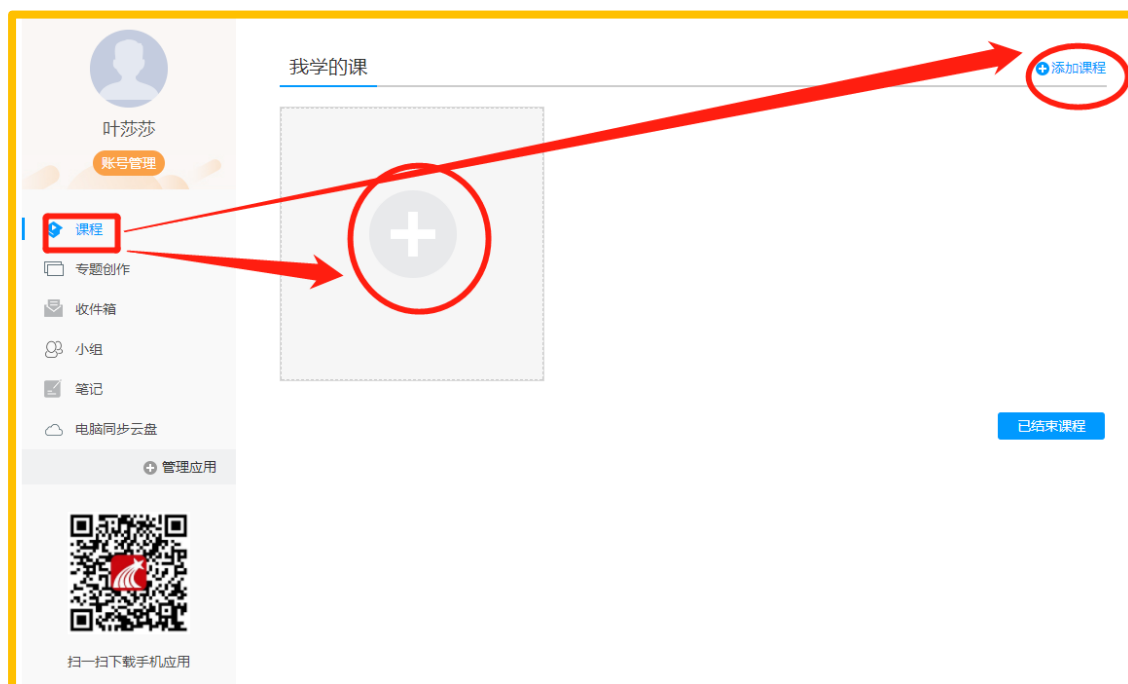 叶莎莎
账号管理
课程
专题创作
收件箱
小组
笔记
电脑同步云盘
管理应用
扫一扫下载手机应用
我学的课
添加课程
已结束课程